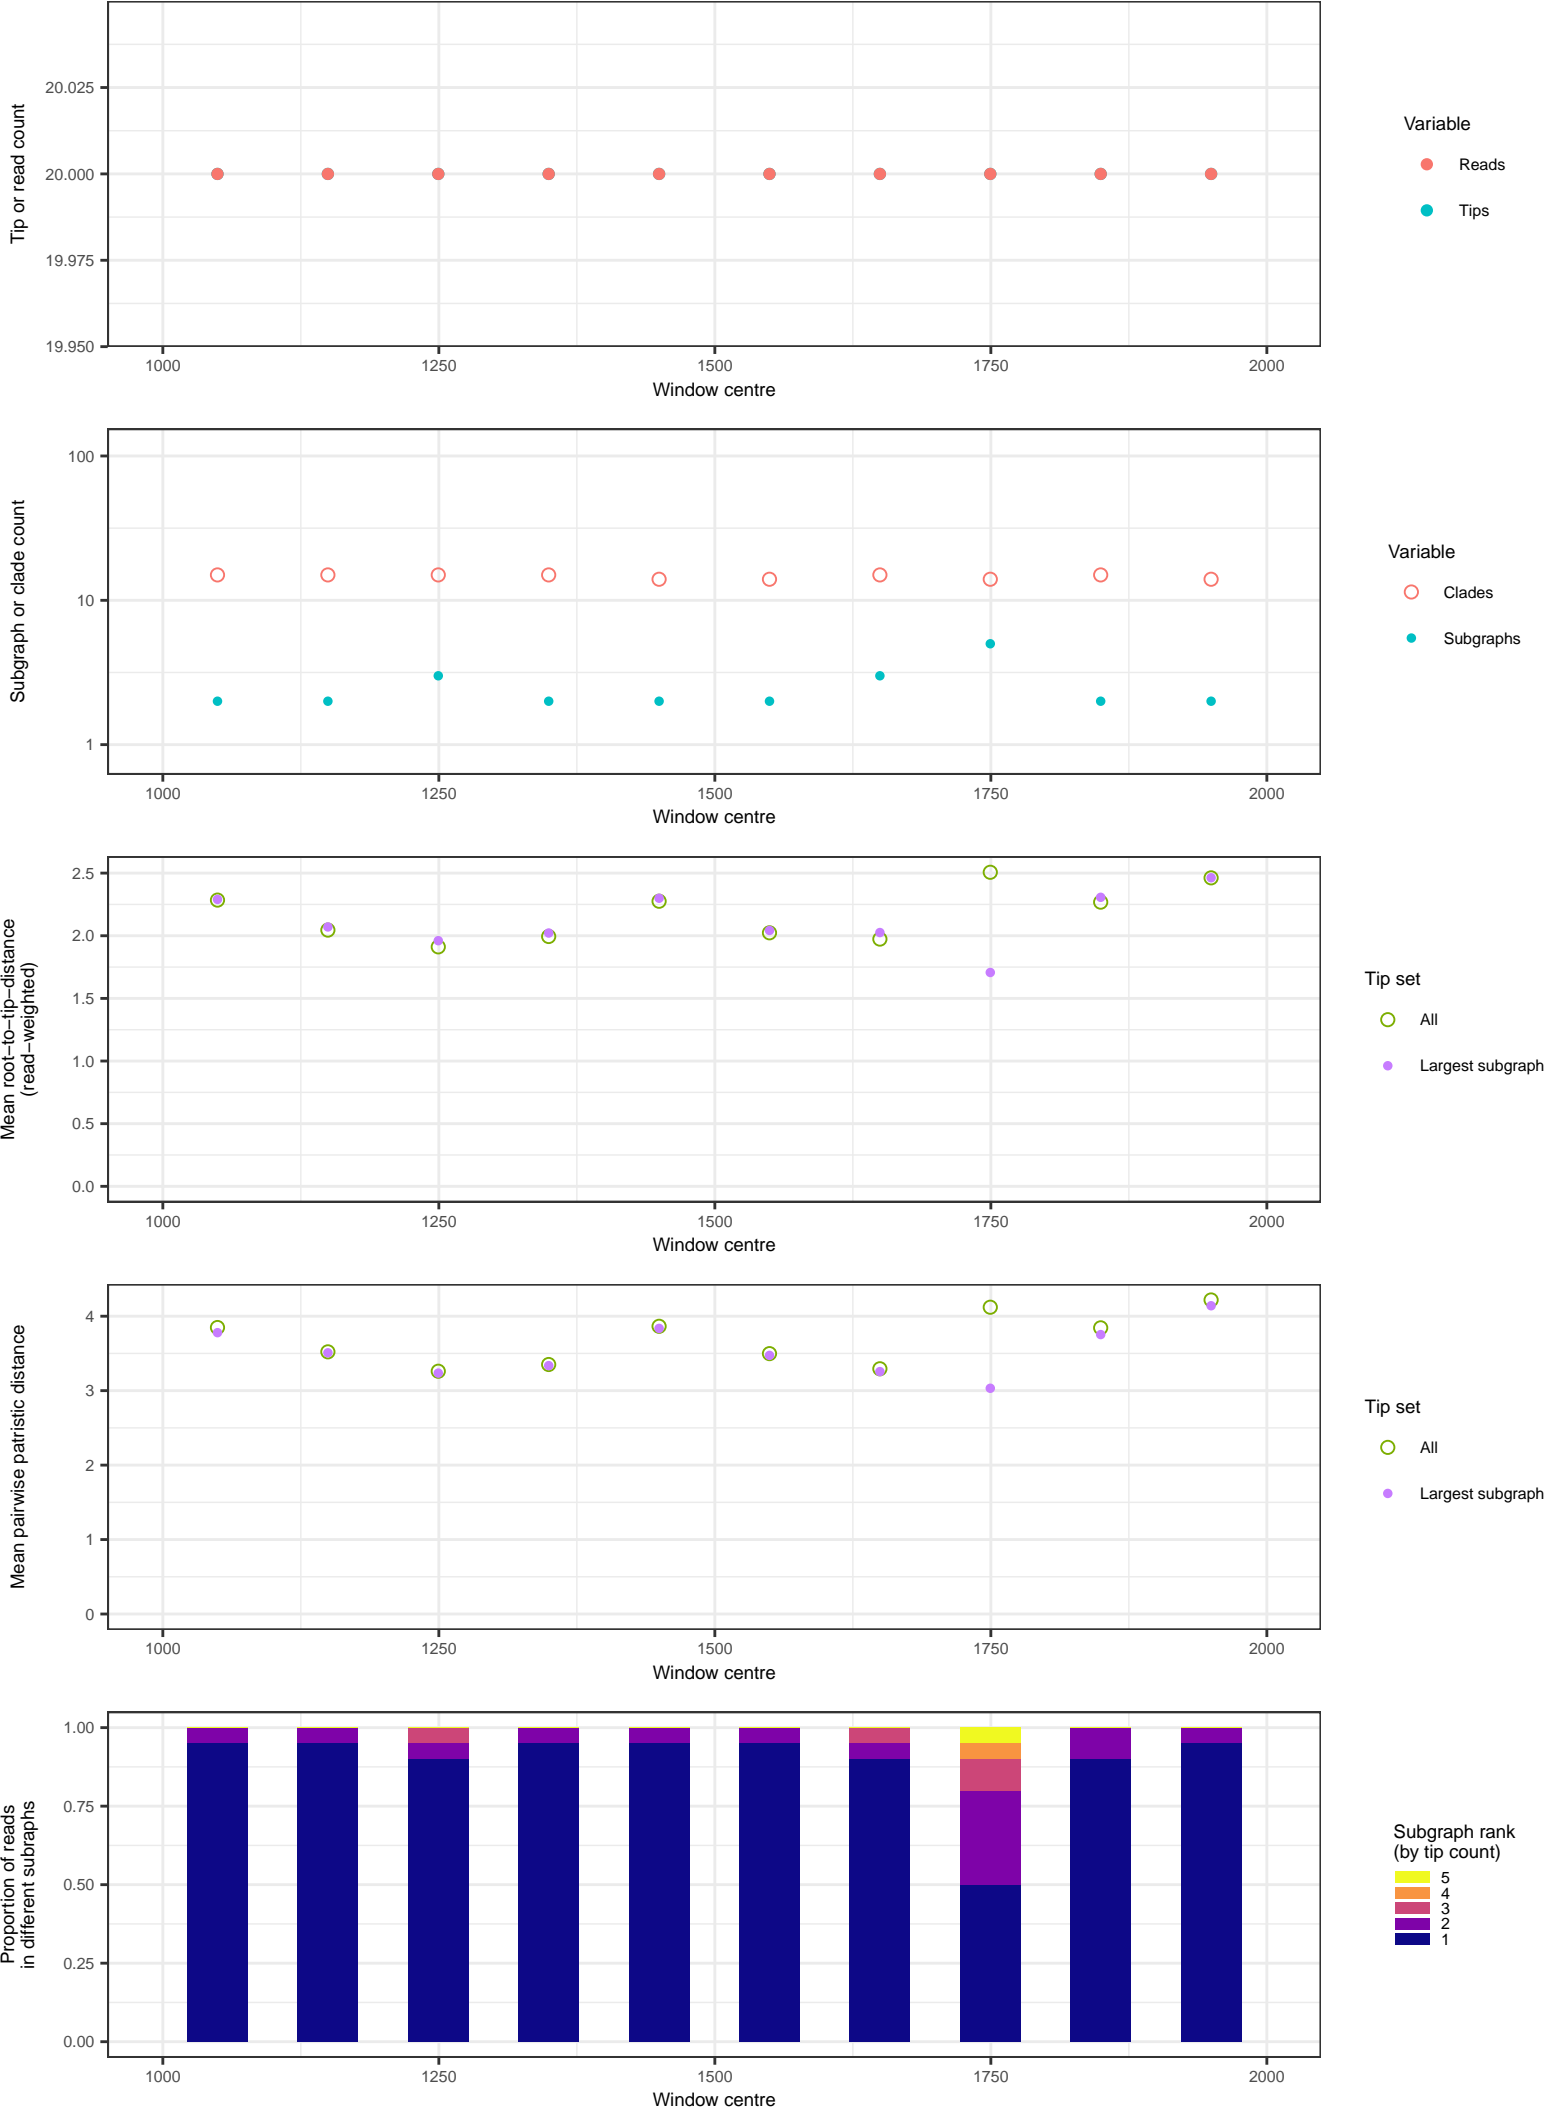 Tip or read count
20.025
20.000
19.975
19.950
1000 1250 1500 1750 2000
Window centre
Variable
Reads
Tips
Subgraph or clade count
100
10
1
1000 1250 1500 1750 2000
Window centre
Variable
Clades
Subgraphs
Mean root−to−tip−distance
(read−weighted)
2.5
2.0
1.5
1.0
0.5
0.0
1000 1250 1500 1750 2000
Window centre
Tip set
All
Largest subgraph
Mean pairwise patristic distance
4
3
2
1
0
1000 1250 1500 1750 2000
Window centre
Tip set
All
Largest subgraph
Proportion of reads
in different subraphs
1.00
0.75
0.50
0.25
0.00
1000 1250 1500 1750 2000
Window centre
Subgraph rank
(by tip count)
5
4
3
2
1